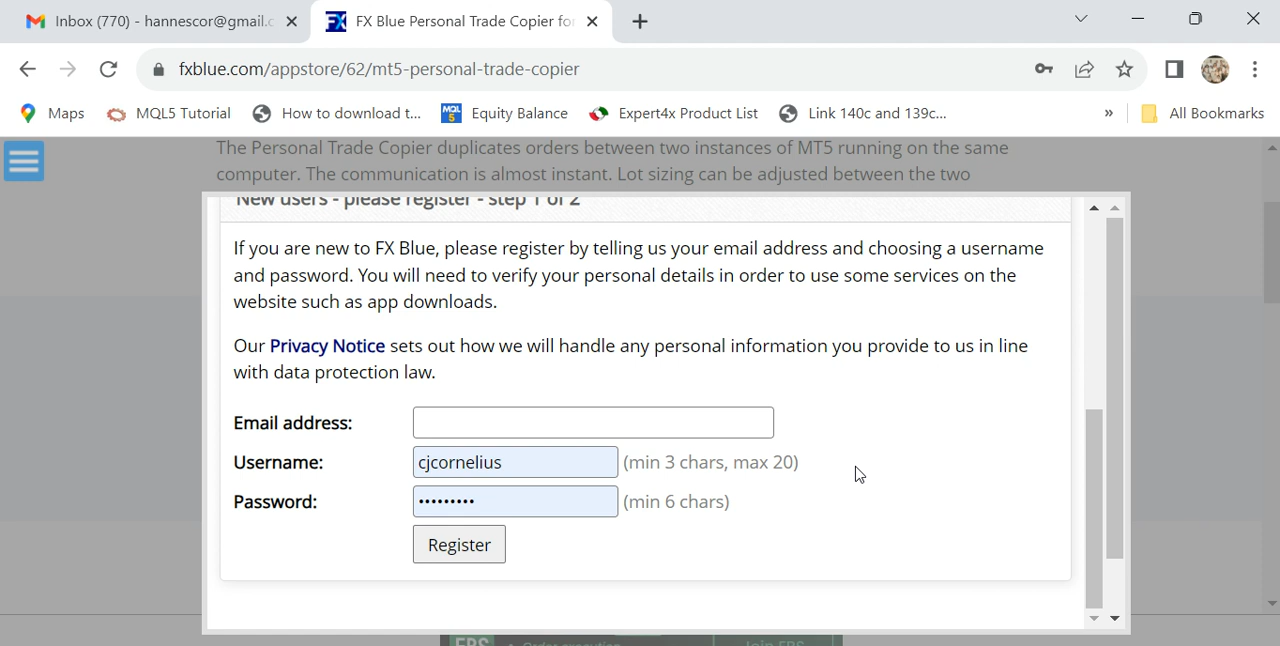 Inbox (770) - hannescor@gmail.c
FX Blue Personal Trade Copier for
fxblue.com/appstore/62/mt5-personal-trade-copier
Maps
MQL5 Tutorial
How to download t...
MQL 5
Equity Balance
Expert4x Product List
Link 140c and 139c...
»
All Bookmarks
The Personal Trade Copier duplicates orders between two instances of MT5 running on the same
computer. The communication is almost instant. Lot sizing can be adjusted between the two
New users - please register - step 1 of 2
If you are new to FX Blue, please register by telling us your email address and choosing a username
and password. You will need to verify your personal details in order to use some services on the
website such as app downloads.
Our Privacy Notice sets out how we will handle any personal information you provide to us in line
with data protection law.
Email address:
Username: cjcornelius (min 3 chars, max 20)
Password: ••••••••• (min 6 chars)
Register
EBS • Order execution Join EBS